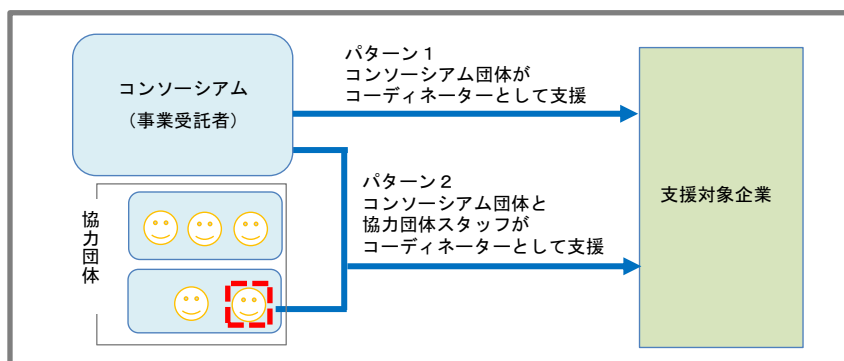 コンソーシアム
（事業受託者）
パターン１
コンソーシアム団体が
コーディネーターとして支援
協力団体
パターン２
コンソーシアム団体と
協力団体スタッフが
コーディネーターとして支援
支援対象企業